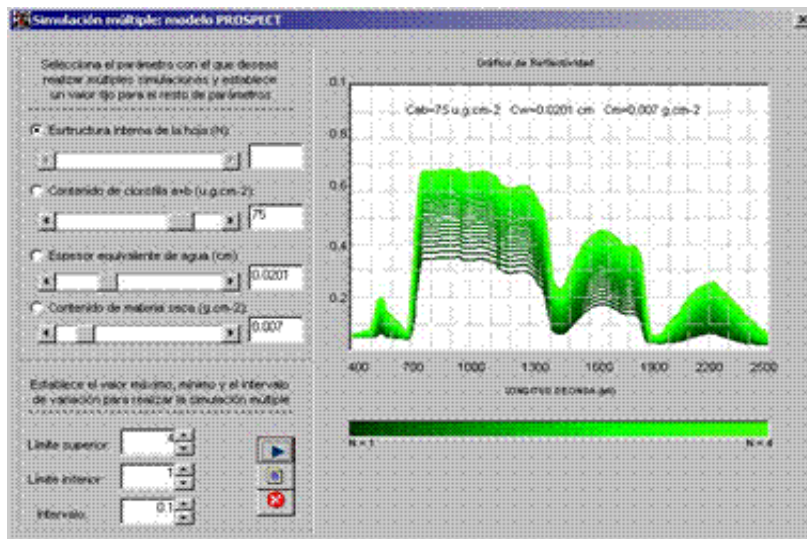 Simulación múltiple: modelo PROSPECT
Selecciona el parámetro con el que deseas
realizar múltiples simulaciones y establece
un valor fijo para el resto de parámetros
Estructura interna de la hoja (N):
Contenido de clorofila a+b (u.g.cm-2):
75
Espesor equivalente de agua (cm):
0.0201
Contenido de materia seca (g.cm-2):
0.007
Establece el valor máximo, mínimo y el intervalo
de variación para realizar la simulación múltiple
Límite superior:
4
Límite inferior:
1
Intervalo:
0.1
Gráfico de Reflectividad
Cab=75 u.g.cm-2 Cw=0.0201 cm Cm=0.007 g.cm-2
0.1
0.8
0.6
0.4
0.2
400 700 1000 1300 1600 1900 2200 2500
LONGITUD DE ONDA
N = 1
N = 4